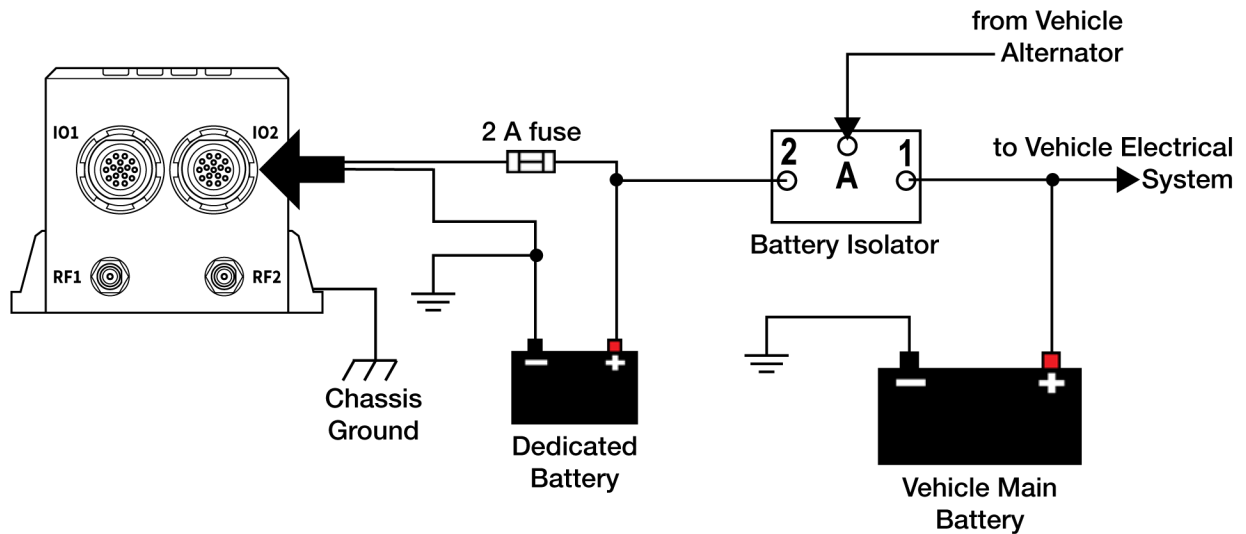 from Vehicle
Alternator
IO1
IO2
2 A fuse
2
A
1
to Vehicle Electrical
System
Battery Isolator
RF1
RF2
Chassis
Ground
Dedicated
Battery
Vehicle Main
Battery